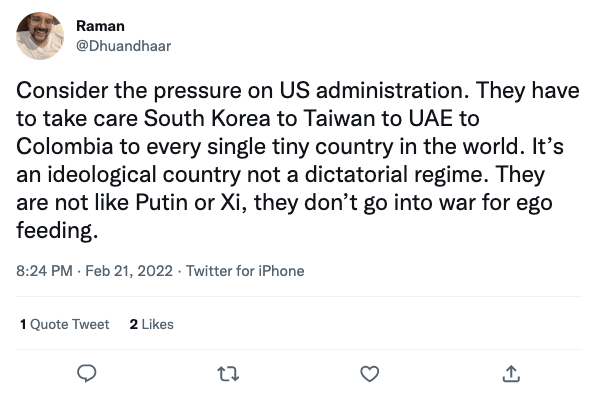 Raman
@Dhuandhaar
Consider the pressure on US administration. They have
to take care South Korea to Taiwan to UAE to
Colombia to every single tiny country in the world. It’s
an ideological country not a dictatorial regime. They
are not like Putin or Xi, they don’t go into war for ego
feeding.
8:24 PM · Feb 21, 2022 · Twitter for iPhone
1 Quote Tweet 2 Likes